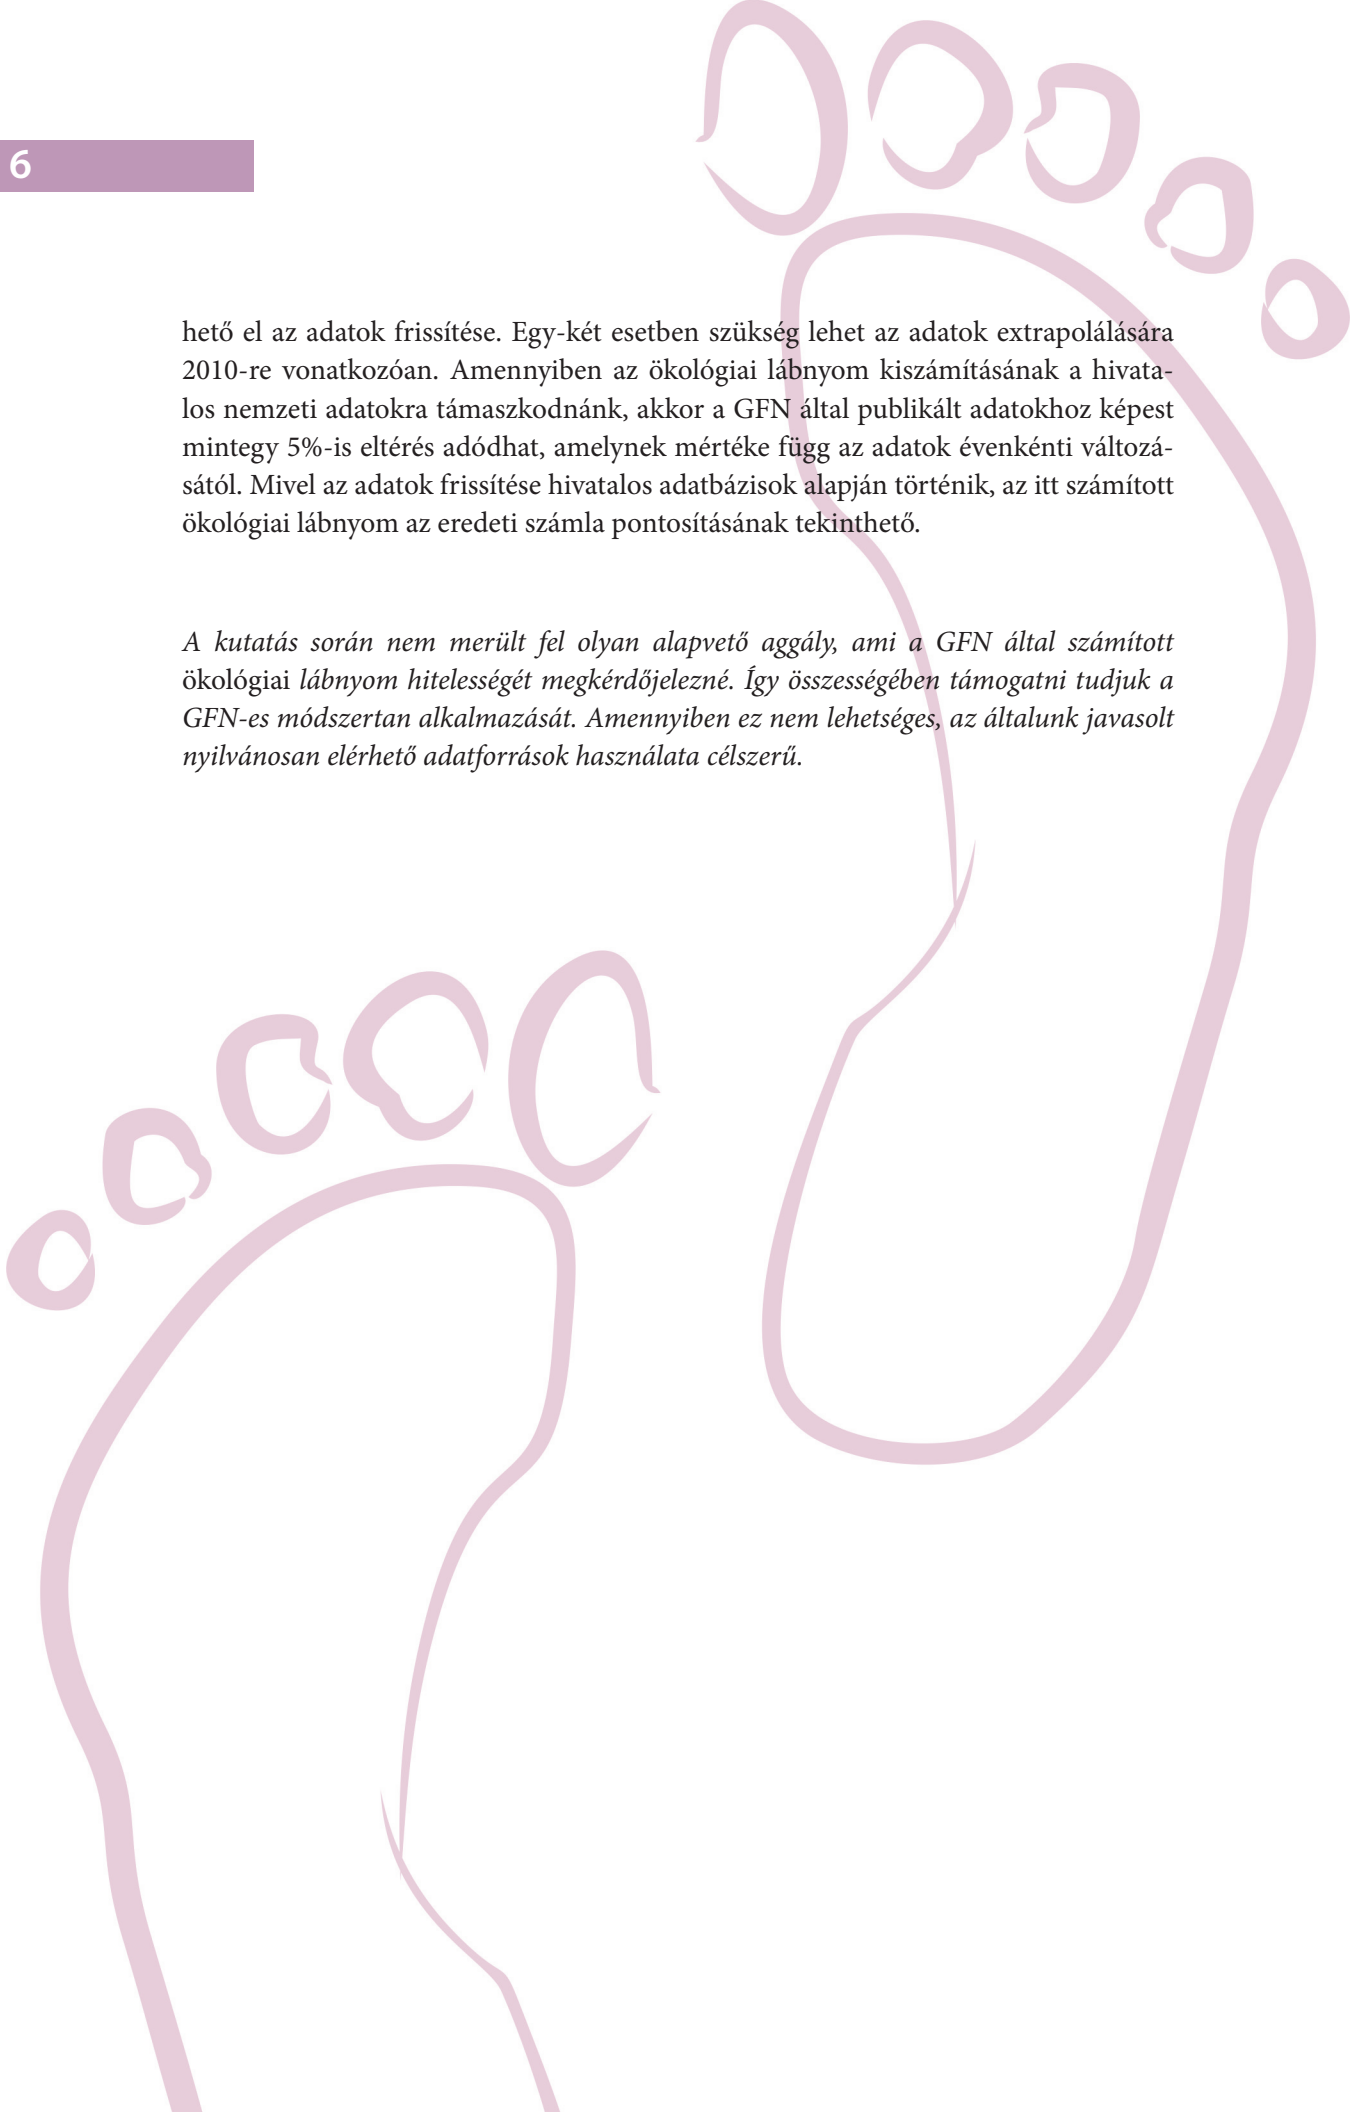 6
hető el az adatok frissítése. Egy-két esetben szükség lehet az adatok extrapolálására
2010-re vonatkozóan. Amennyiben az ökológiai lábnyom kiszámításának a hivata-
los nemzeti adatokra támaszkodnánk, akkor a GFN által publikált adatokhoz képest
mintegy 5%-is eltérés adódhat, amelynek mértéke függ az adatok évenkénti változá-
sától. Mivel az adatok frissítése hivatalos adatbázisok alapján történik, az itt számított
ökológiai lábnyom az eredeti számla pontosításának tekinthető.
A kutatás során nem merült fel olyan alapvető aggály, ami a GFN által számított
ökológiai lábnyom hitelességét megkérdőjelezné. Így összességében támogatni tudjuk a
GFN-es módszertan alkalmazását. Amennyiben ez nem lehetséges, az általunk javasolt
nyilvánosan elérhető adatforrások használata célszerű.